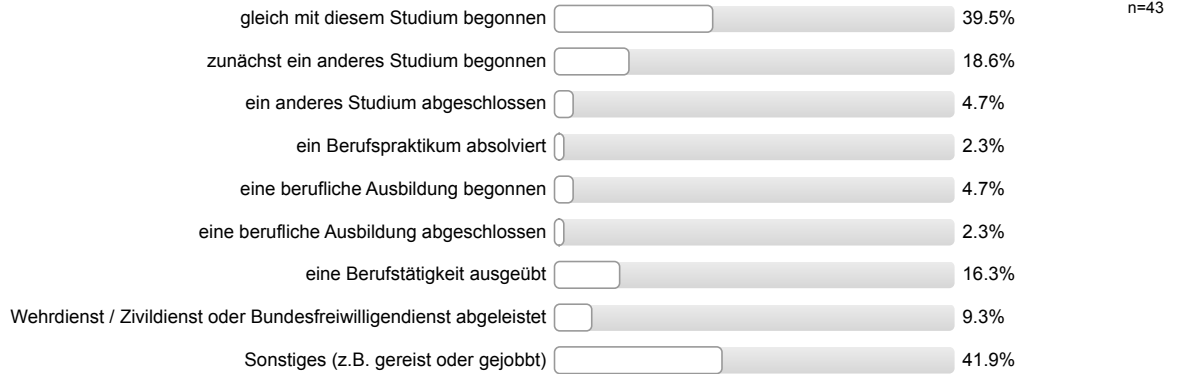 gleich mit diesem Studium begonnen 39.5% n=43
zunächst ein anderes Studium begonnen 18.6%
ein anderes Studium abgeschlossen 4.7%
ein Berufspraktikum absolviert 2.3%
eine berufliche Ausbildung begonnen 4.7%
eine berufliche Ausbildung abgeschlossen 2.3%
eine Berufstätigkeit ausgeübt 16.3%
Wehrdienst / Zivildienst oder Bundesfreiwilligendienst abgeleistet 9.3%
Sonstiges (z.B. gereist oder gejobbt) 41.9%